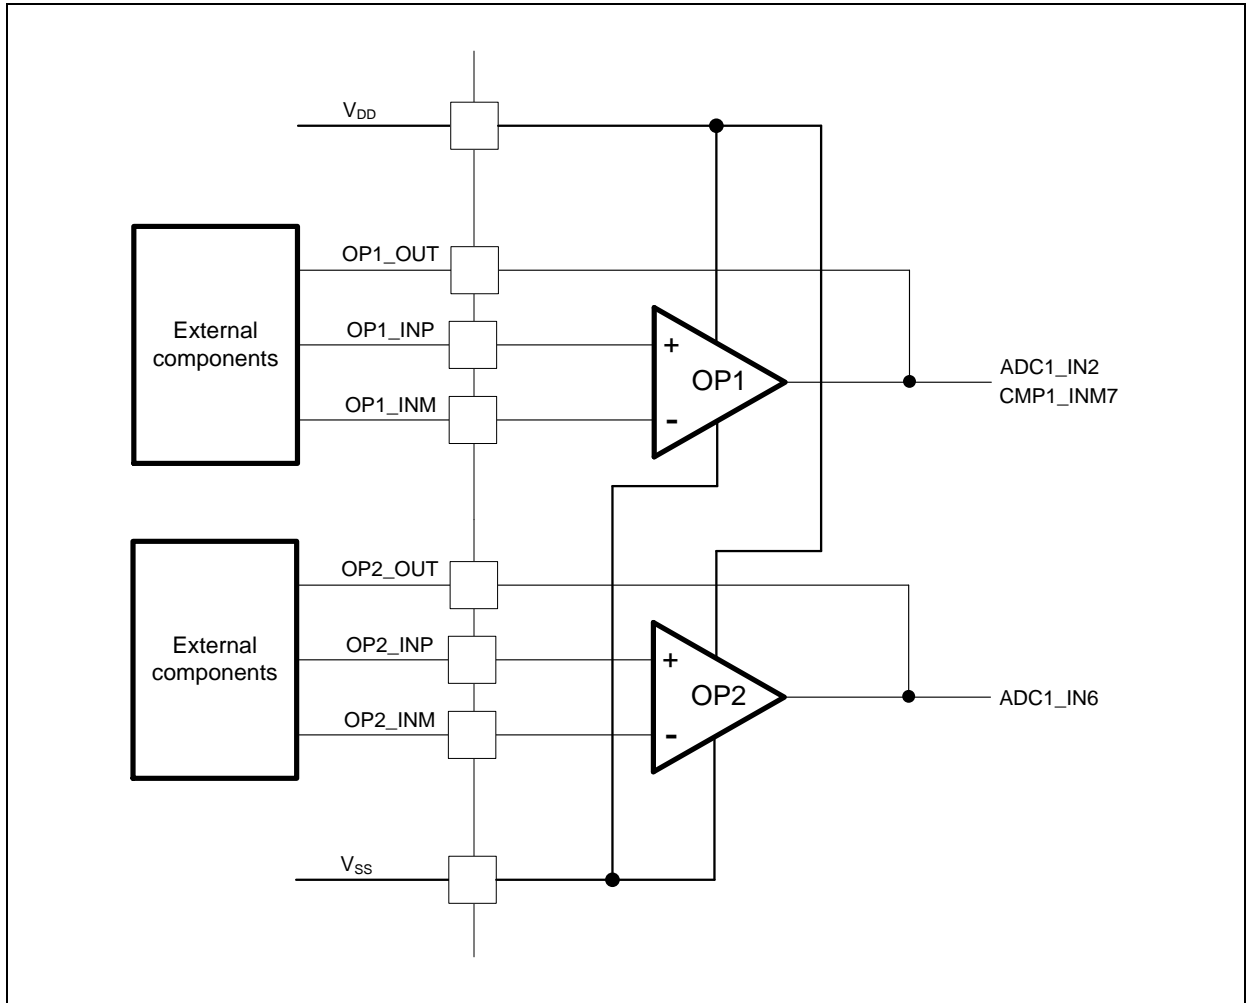 VDD
OP1_OUT
External
components
OP1_INP
OP1_INM
+
OP1
-
ADC1_IN2
CMP1_INM7
OP2_OUT
External
components
OP2_INP
OP2_INM
+
OP2
-
ADC1_IN6
VSS